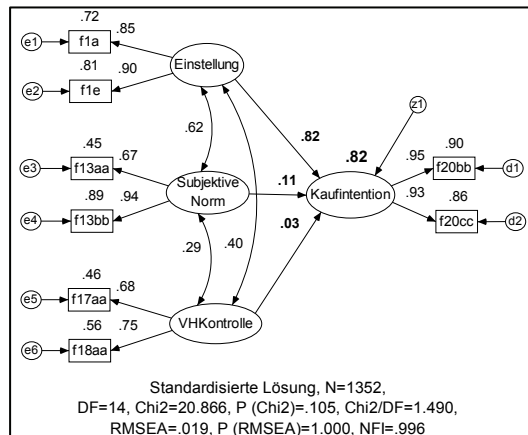 .72
e1 f1a .85
.81
e2 f1e .90
Einstellung
z1
.62
.82
.82
.90
.95 f20bb d1
.45
e3 f13aa .67
.89
e4 f13bb .94
Subjektive
Norm
.11
Kaufintention
.93 .86
f20cc d2
.03
.29
.40
.46
e5 f17aa .68
.56
e6 f18aa .75
VHKontrolle
Standardisierte Lösung, N=1352,
DF=14, Chi2=20.866, P (Chi2)=.105, Chi2/DF=1.490,
RMSEA=.019, P (RMSEA)=1.000, NFI=.996